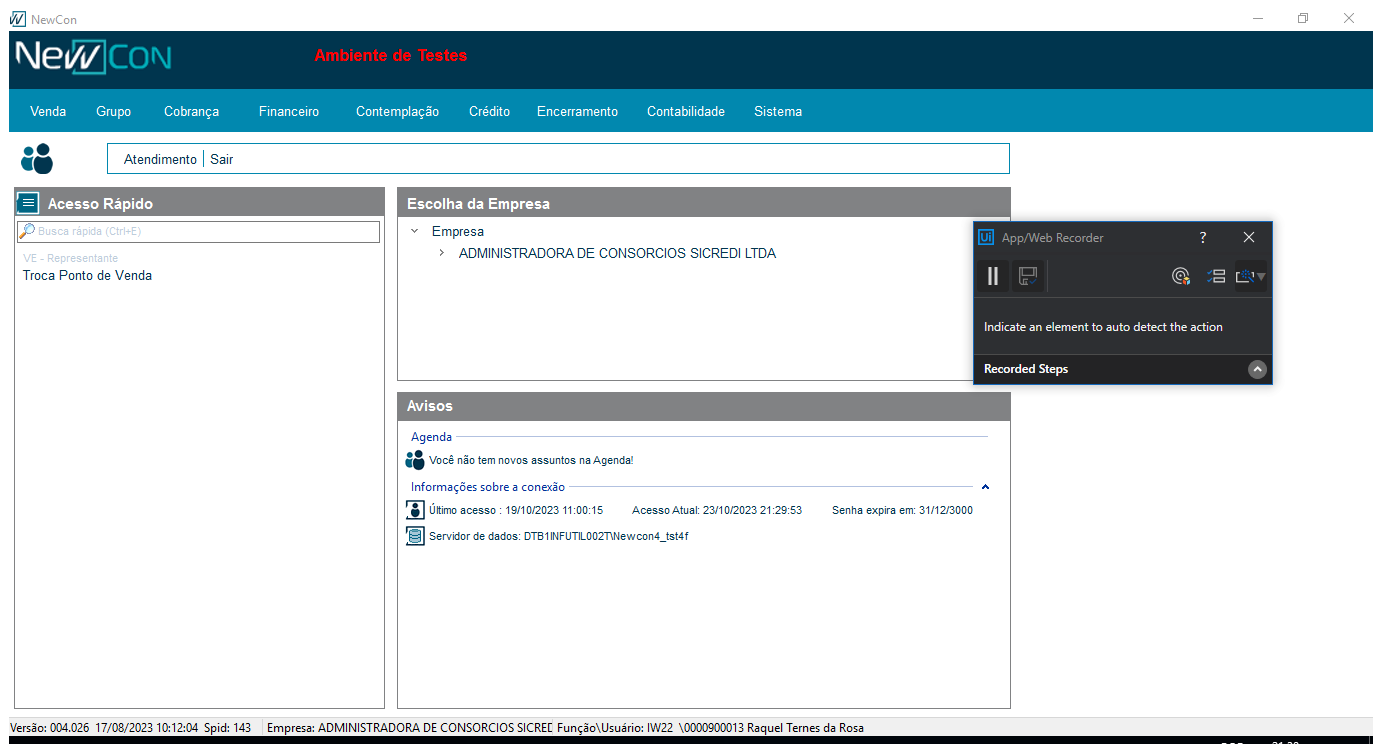 NewCon
NEWCON
Ambiente de Testes
Venda Grupo Cobrança Financeiro Contemplação Crédito Encerramento Contabilidade Sistema
Atendimento Sair
Acesso Rápido
Busca rápida (Ctrl+E)
VE - Representante
Troca Ponto de Venda
Escolha da Empresa
Empresa
ADMINISTRADORA DE CONSORCIOS SICREDI LTDA
Ui App/Web Recorder ?
Indicate an element to auto detect the action
Recorded Steps
Avisos
Agenda
Você não tem novos assuntos na Agenda!
Informações sobre a conexão
Último acesso : 19/10/2023 11:00:15 Acesso Atual: 23/10/2023 21:29:53 Senha expira em: 31/12/3000
Servidor de dados: DTB1INFUTIL002T\Newcon4_tst4f
Versão: 004.026 17/08/2023 10:12:04 Spid: 143 Empresa: ADMINISTRADORA DE CONSORCIOS SICREC Função\Usuário: IW22 \0000900013 Raquel Ternes da Rosa